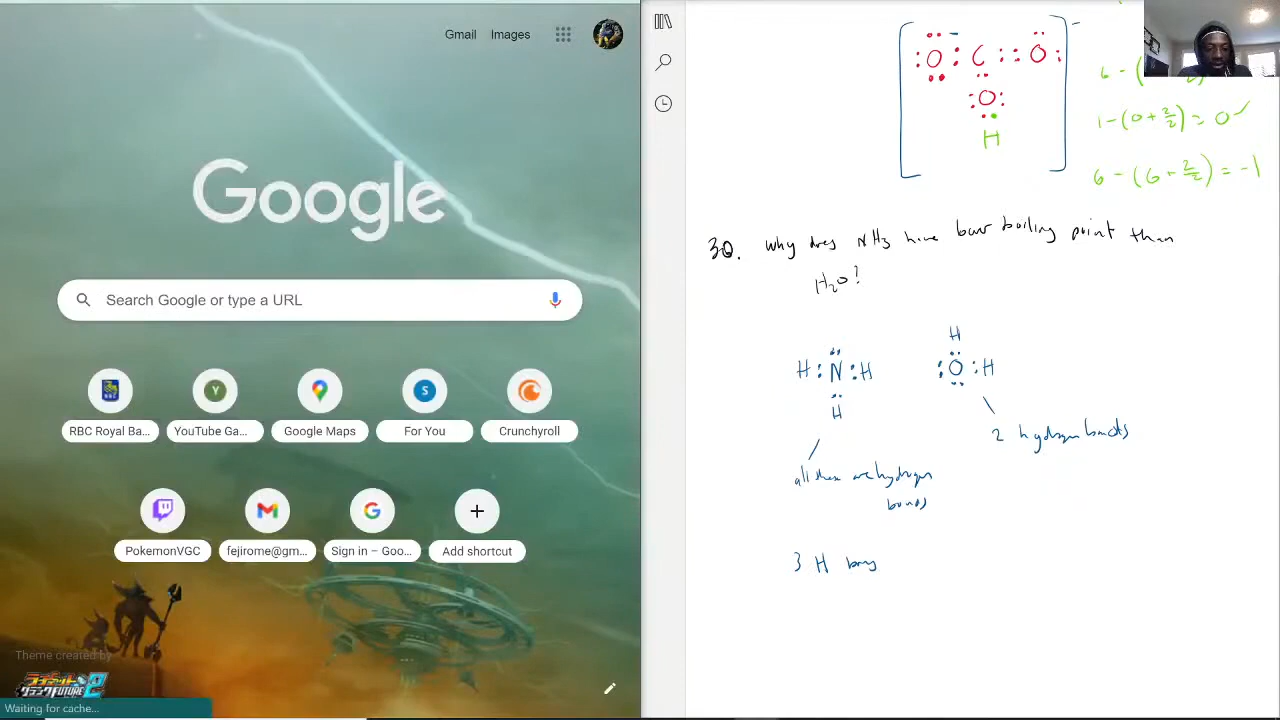 Gmail Images
Google
Search Google or type a URL
RBC Royal Ba...
YouTube Ga...
Google Maps
For You
Crunchyroll
PokemonVGC
fejirome@gm...
Sign in – Goo...
Add shortcut
Theme created by
Waiting for cache...
O C O
O
H
6 - (
1 - (0 + 2/2) = 0
6 - (6 + 2/2) = -1
30. Why does NH3 have lower boiling point than
H2O?
H N H
H
H
O H
2 hydrogen bonds
all these are hydrogen
bonds
3 H